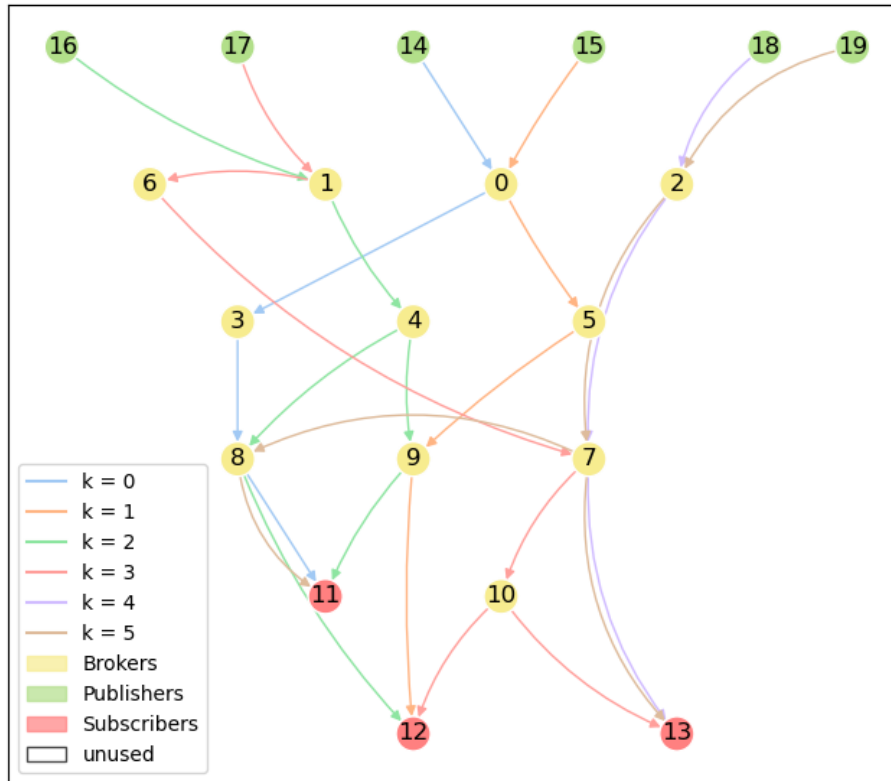 16 17 14 15 18 19
6 1 0 2
3 4 5
8 9 7
k = 0
k = 1
k = 2
k = 3
k = 4
k = 5
Brokers
Publishers
Subscribers
unused
11 10
12 13